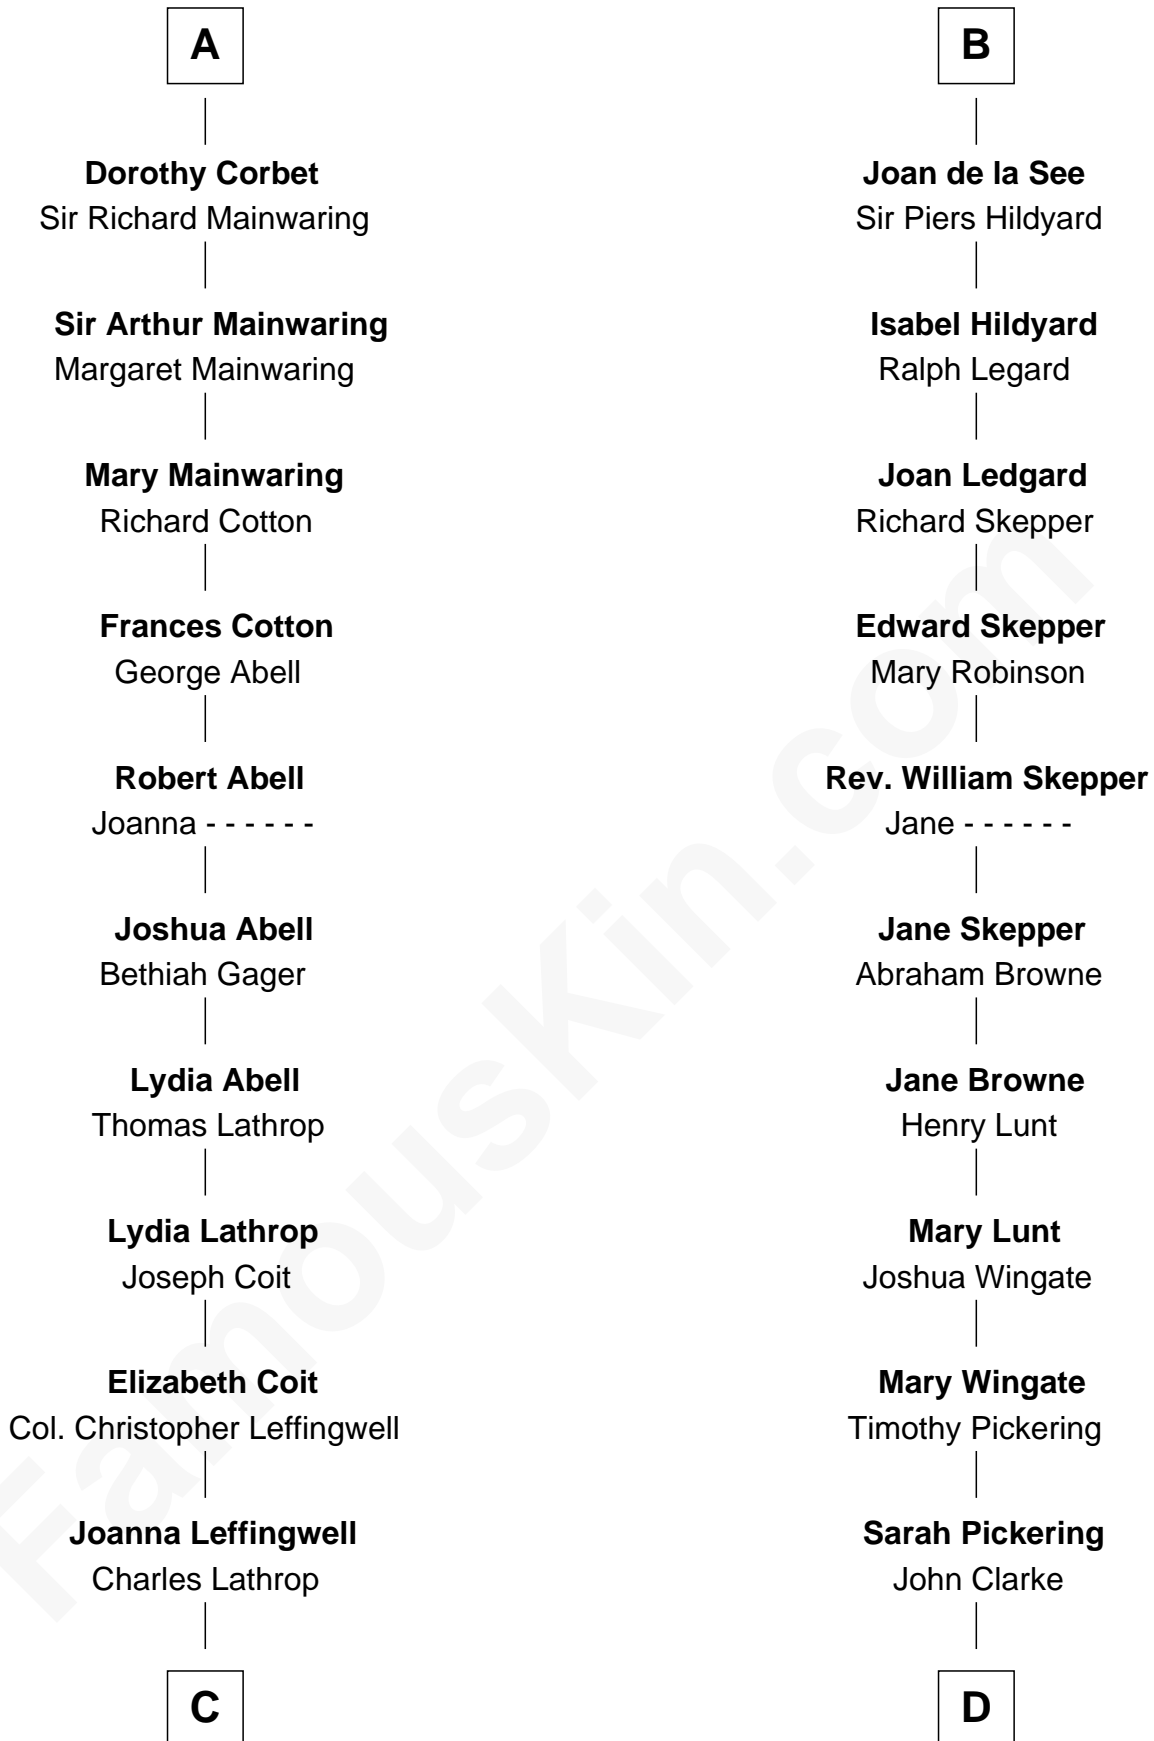 A
Dorothy Corbet
Sir Richard Mainwaring
Sir Arthur Mainwaring
Margaret Mainwaring
Mary Mainwaring
Richard Cotton
Frances Cotton
George Abell
Robert Abell
Joanna - - - - - -
Joshua Abell
Bethiah Gager
Lydia Abell
Thomas Lathrop
Lydia Lathrop
Joseph Coit
Elizabeth Coit
Col. Christopher Leffingwell
Joanna Leffingwell
Charles Lathrop
C
B
Joan de la See
Sir Piers Hildyard
Isabel Hildyard
Ralph Legard
Joan Ledgard
Richard Skepper
Edward Skepper
Mary Robinson
Rev. William Skepper
Jane - - - - - -
Jane Skepper
Abraham Browne
Jane Browne
Henry Lunt
Mary Lunt
Joshua Wingate
Mary Wingate
Timothy Pickering
Sarah Pickering
John Clarke
D
FamousKin.com